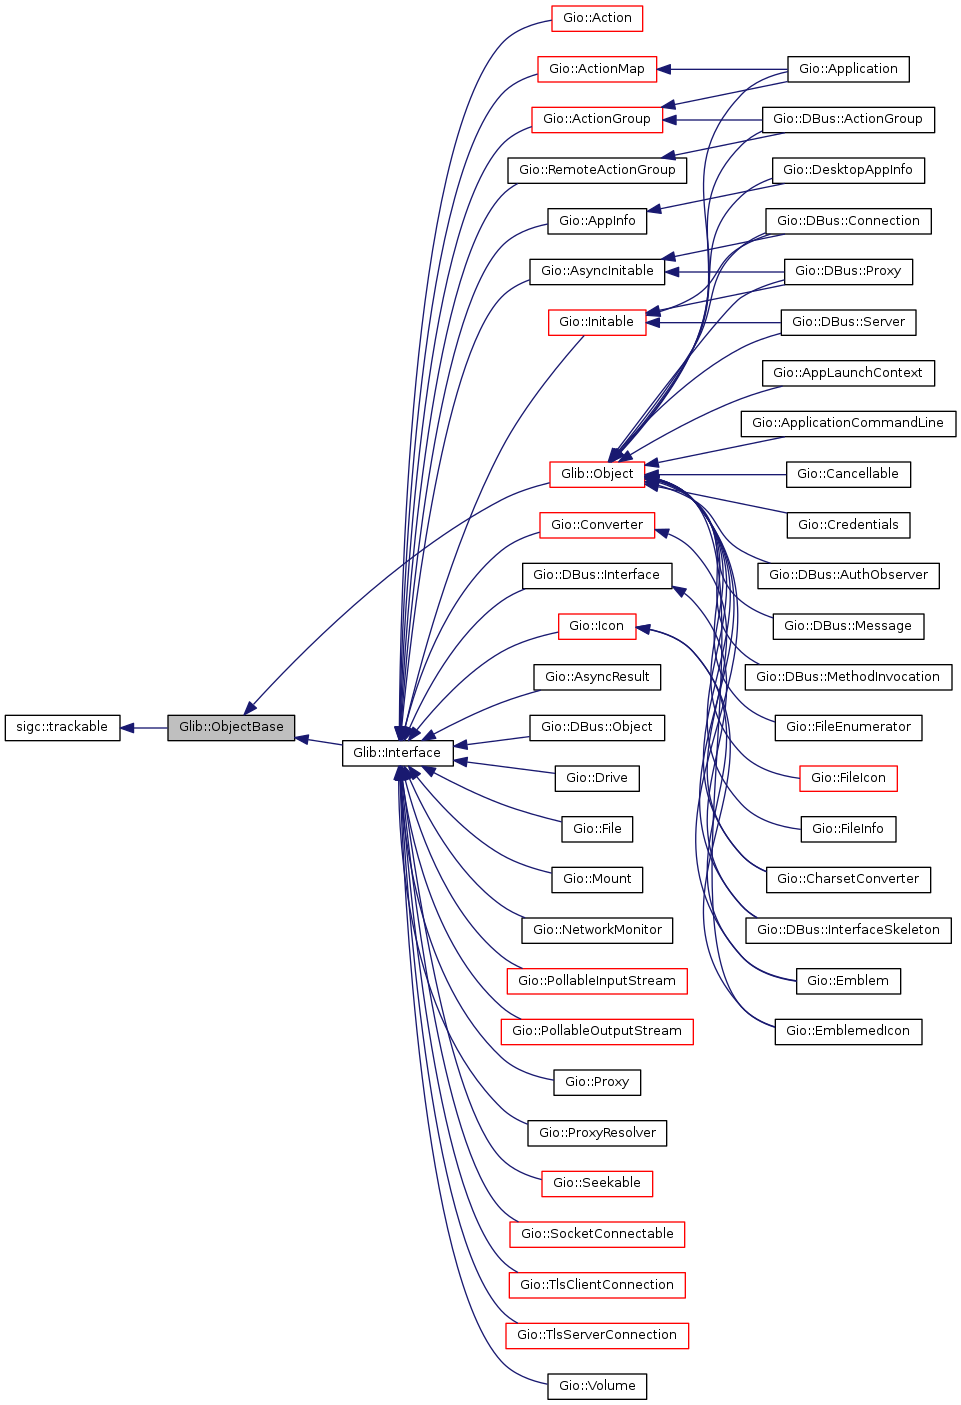 Gio::Action
Gio::ActionMap
Gio::Application
Gio::ActionGroup
Gio::DBus::ActionGroup
Gio::RemoteActionGroup
Gio::DesktopAppInfo
Gio::AppInfo
Gio::DBus::Connection
Gio::AsyncInitable
Gio::DBus::Proxy
Gio::Initable
Gio::DBus::Server
Gio::AppLaunchContext
Gio::ApplicationCommandLine
Glib::Object
Gio::Cancellable
Gio::Converter
Gio::Credentials
Gio::DBus::Interface
Gio::DBus::AuthObserver
Gio::Icon
Gio::DBus::Message
Gio::AsyncResult
Gio::DBus::MethodInvocation
sigc::trackable
Glib::ObjectBase
Gio::DBus::Object
Gio::FileEnumerator
Glib::Interface
Gio::Drive
Gio::FileIcon
Gio::File
Gio::FileInfo
Gio::Mount
Gio::CharsetConverter
Gio::NetworkMonitor
Gio::DBus::InterfaceSkeleton
Gio::PollableInputStream
Gio::Emblem
Gio::PollableOutputStream
Gio::EmblemedIcon
Gio::Proxy
Gio::ProxyResolver
Gio::Seekable
Gio::SocketConnectable
Gio::TlsClientConnection
Gio::TlsServerConnection
Gio::Volume